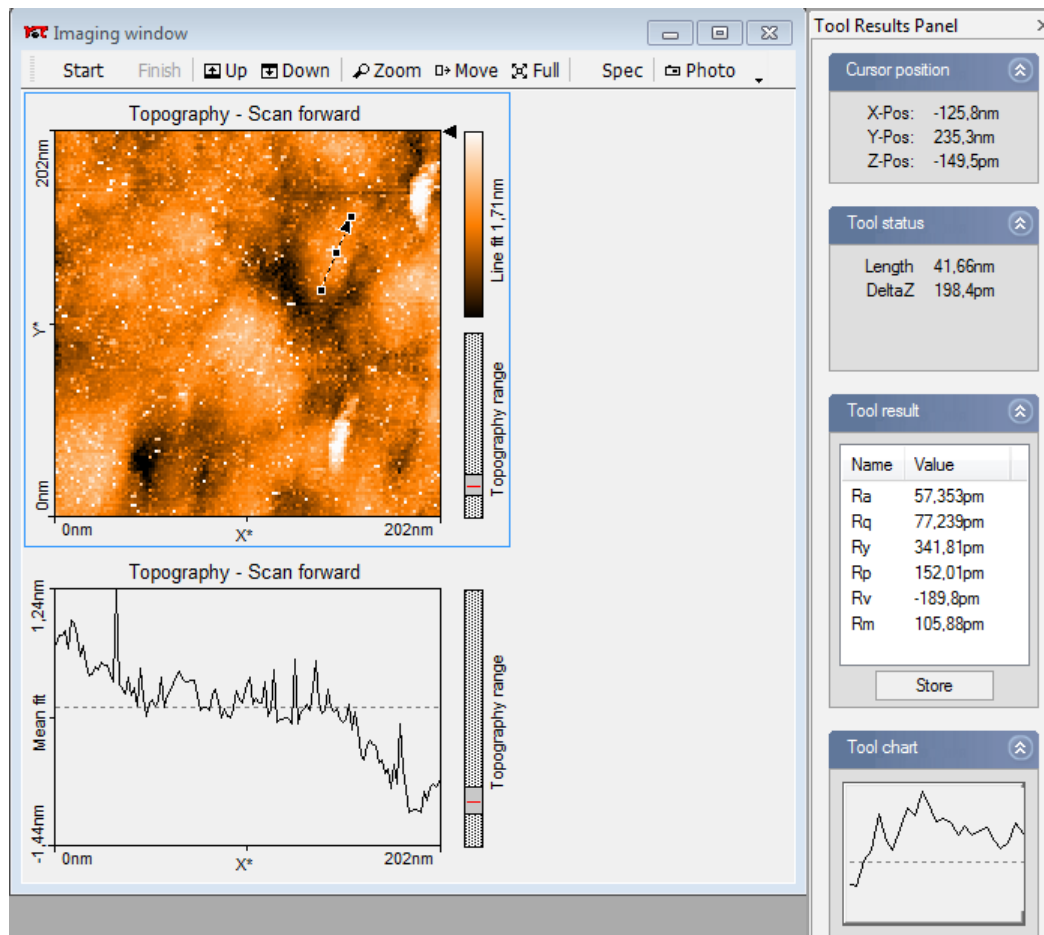 Imaging window
Start Finish Up Down Zoom Move Full Spec Photo
Topography - Scan forward
202nm
Y*
0nm
0nm X* 202nm
Line fit 1,71nm
Topography range
Topography - Scan forward
1,24nm
Mean fit
-1,44nm
0nm X* 202nm
Topography range
Tool Results Panel
Cursor position
X-Pos: -125,8nm
Y-Pos: 235,3nm
Z-Pos: -149,5pm
Tool status
Length 41,66nm
DeltaZ 198,4pm
Tool result
Name Value
Ra 57,353pm
Rq 77,239pm
Ry 341,81pm
Rp 152,01pm
Rv -189,8pm
Rm 105,88pm
Store
Tool chart